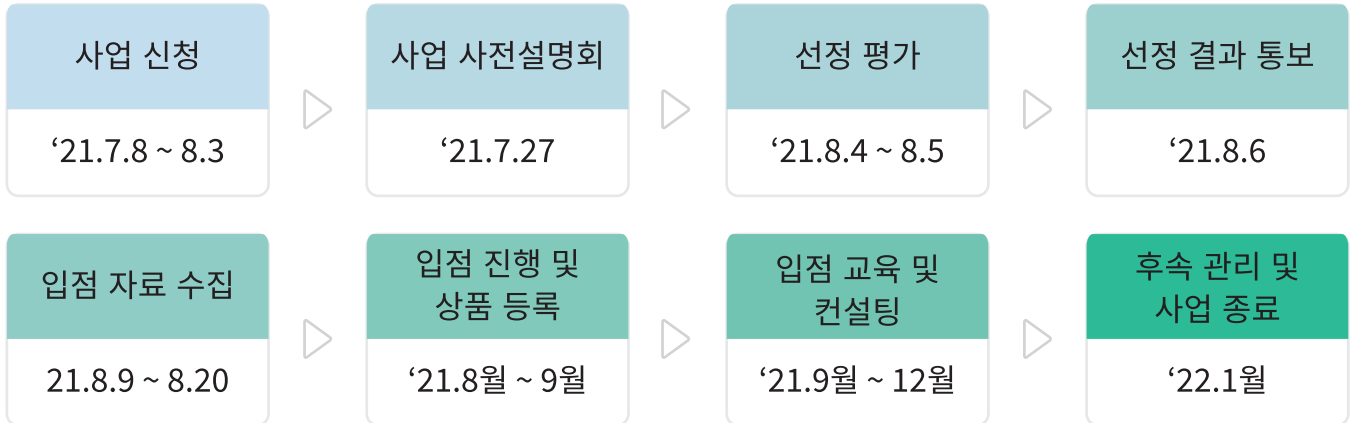 사업 신청
사업 사전설명회
선정 평가
선정 결과 통보
‘21.7.8 ~ 8.3
‘21.7.27
‘21.8.4 ~ 8.5
‘21.8.6
입점 자료 수집
입점 진행 및
상품 등록
입점 교육 및
컨설팅
후속 관리 및
사업 종료
21.8.9 ~ 8.20
‘21.8월 ~ 9월
‘21.9월 ~ 12월
‘22.1월